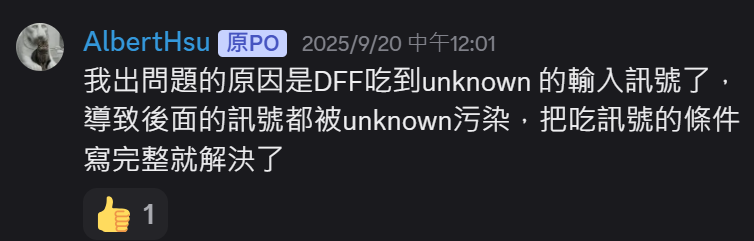 AlbertHsu 原PO 2025/9/20 中午12:01
我出問題的原因是DFF吃到unknown 的輸入訊號了，
導致後面的訊號都被unknown污染，把吃訊號的條件
寫完整就解決了
👍 1